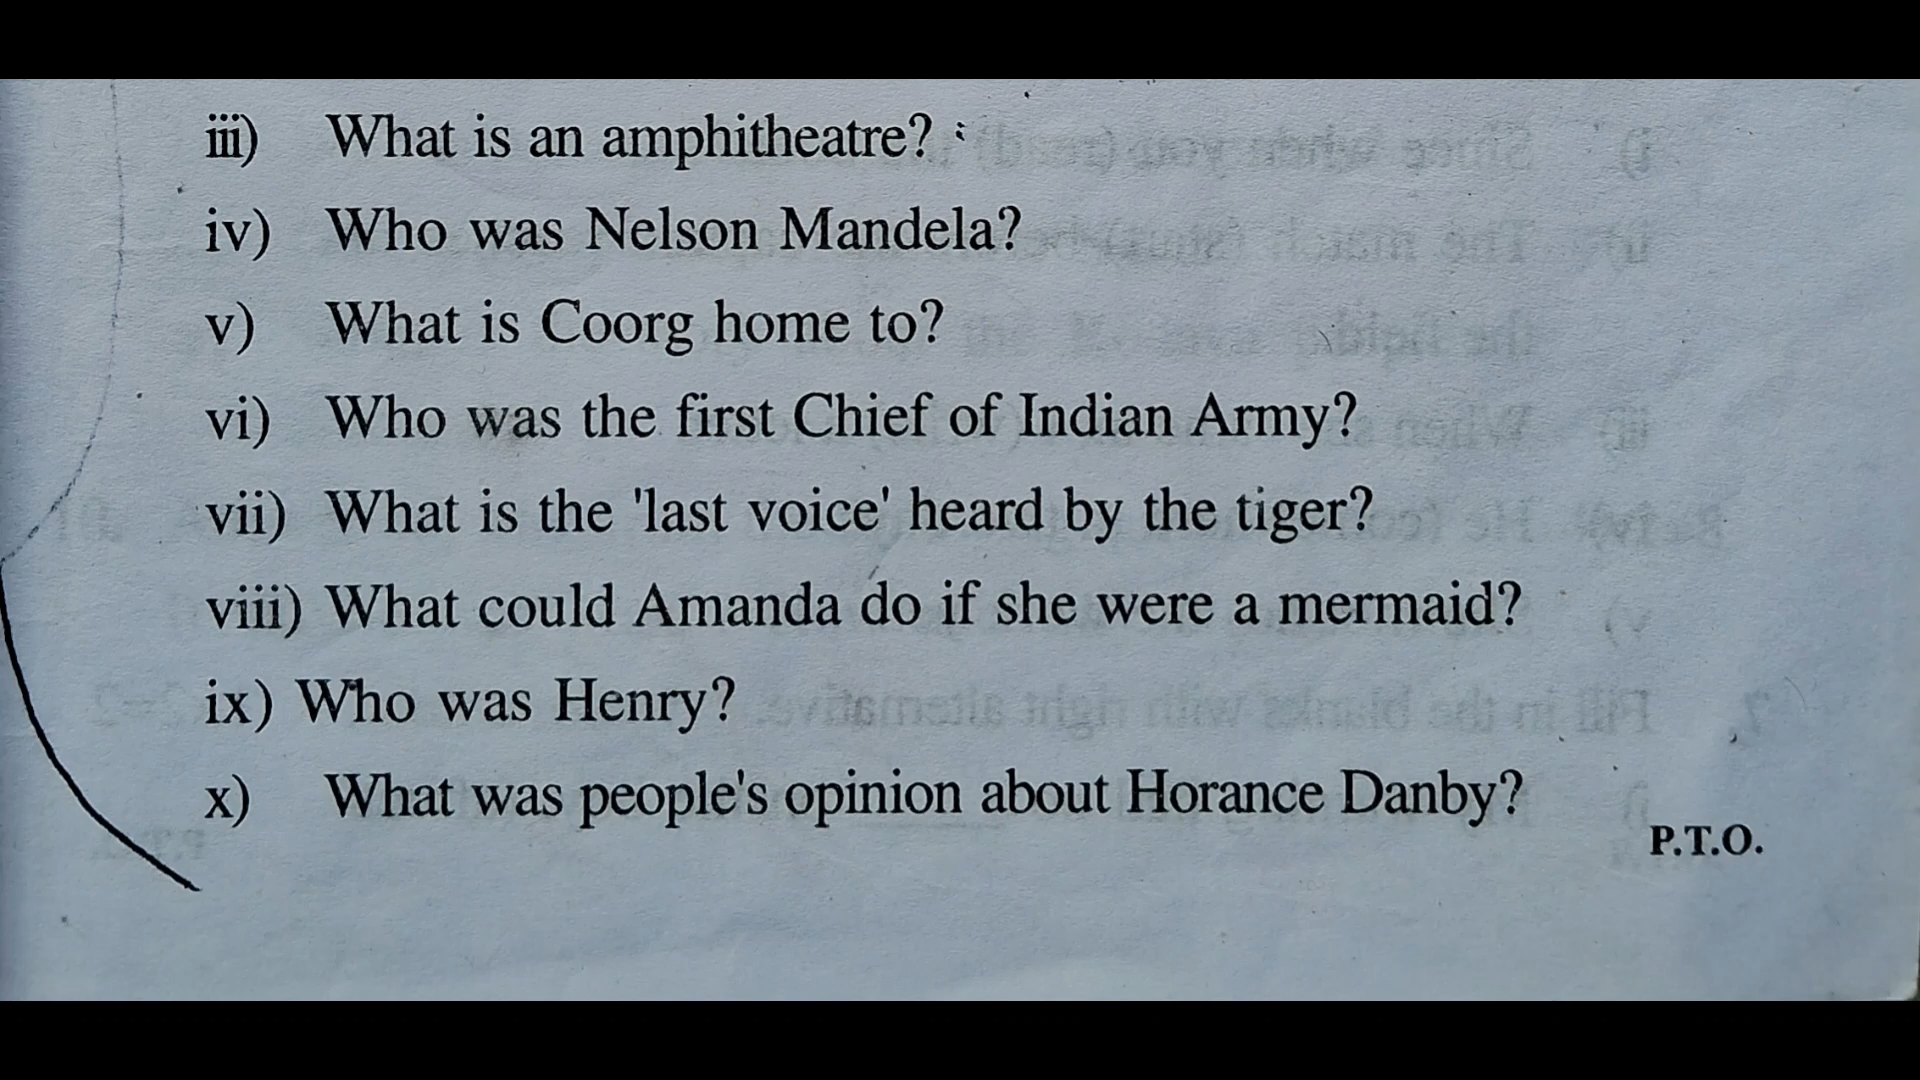 iii) What is an amphitheatre?
iv) Who was Nelson Mandela?
v) What is Coorg home to?
vi) Who was the first Chief of Indian Army?
vii) What is the 'last voice' heard by the tiger?
viii) What could Amanda do if she were a mermaid?
ix) Who was Henry?
x) What was people's opinion about Horance Danby?
P.T.O.